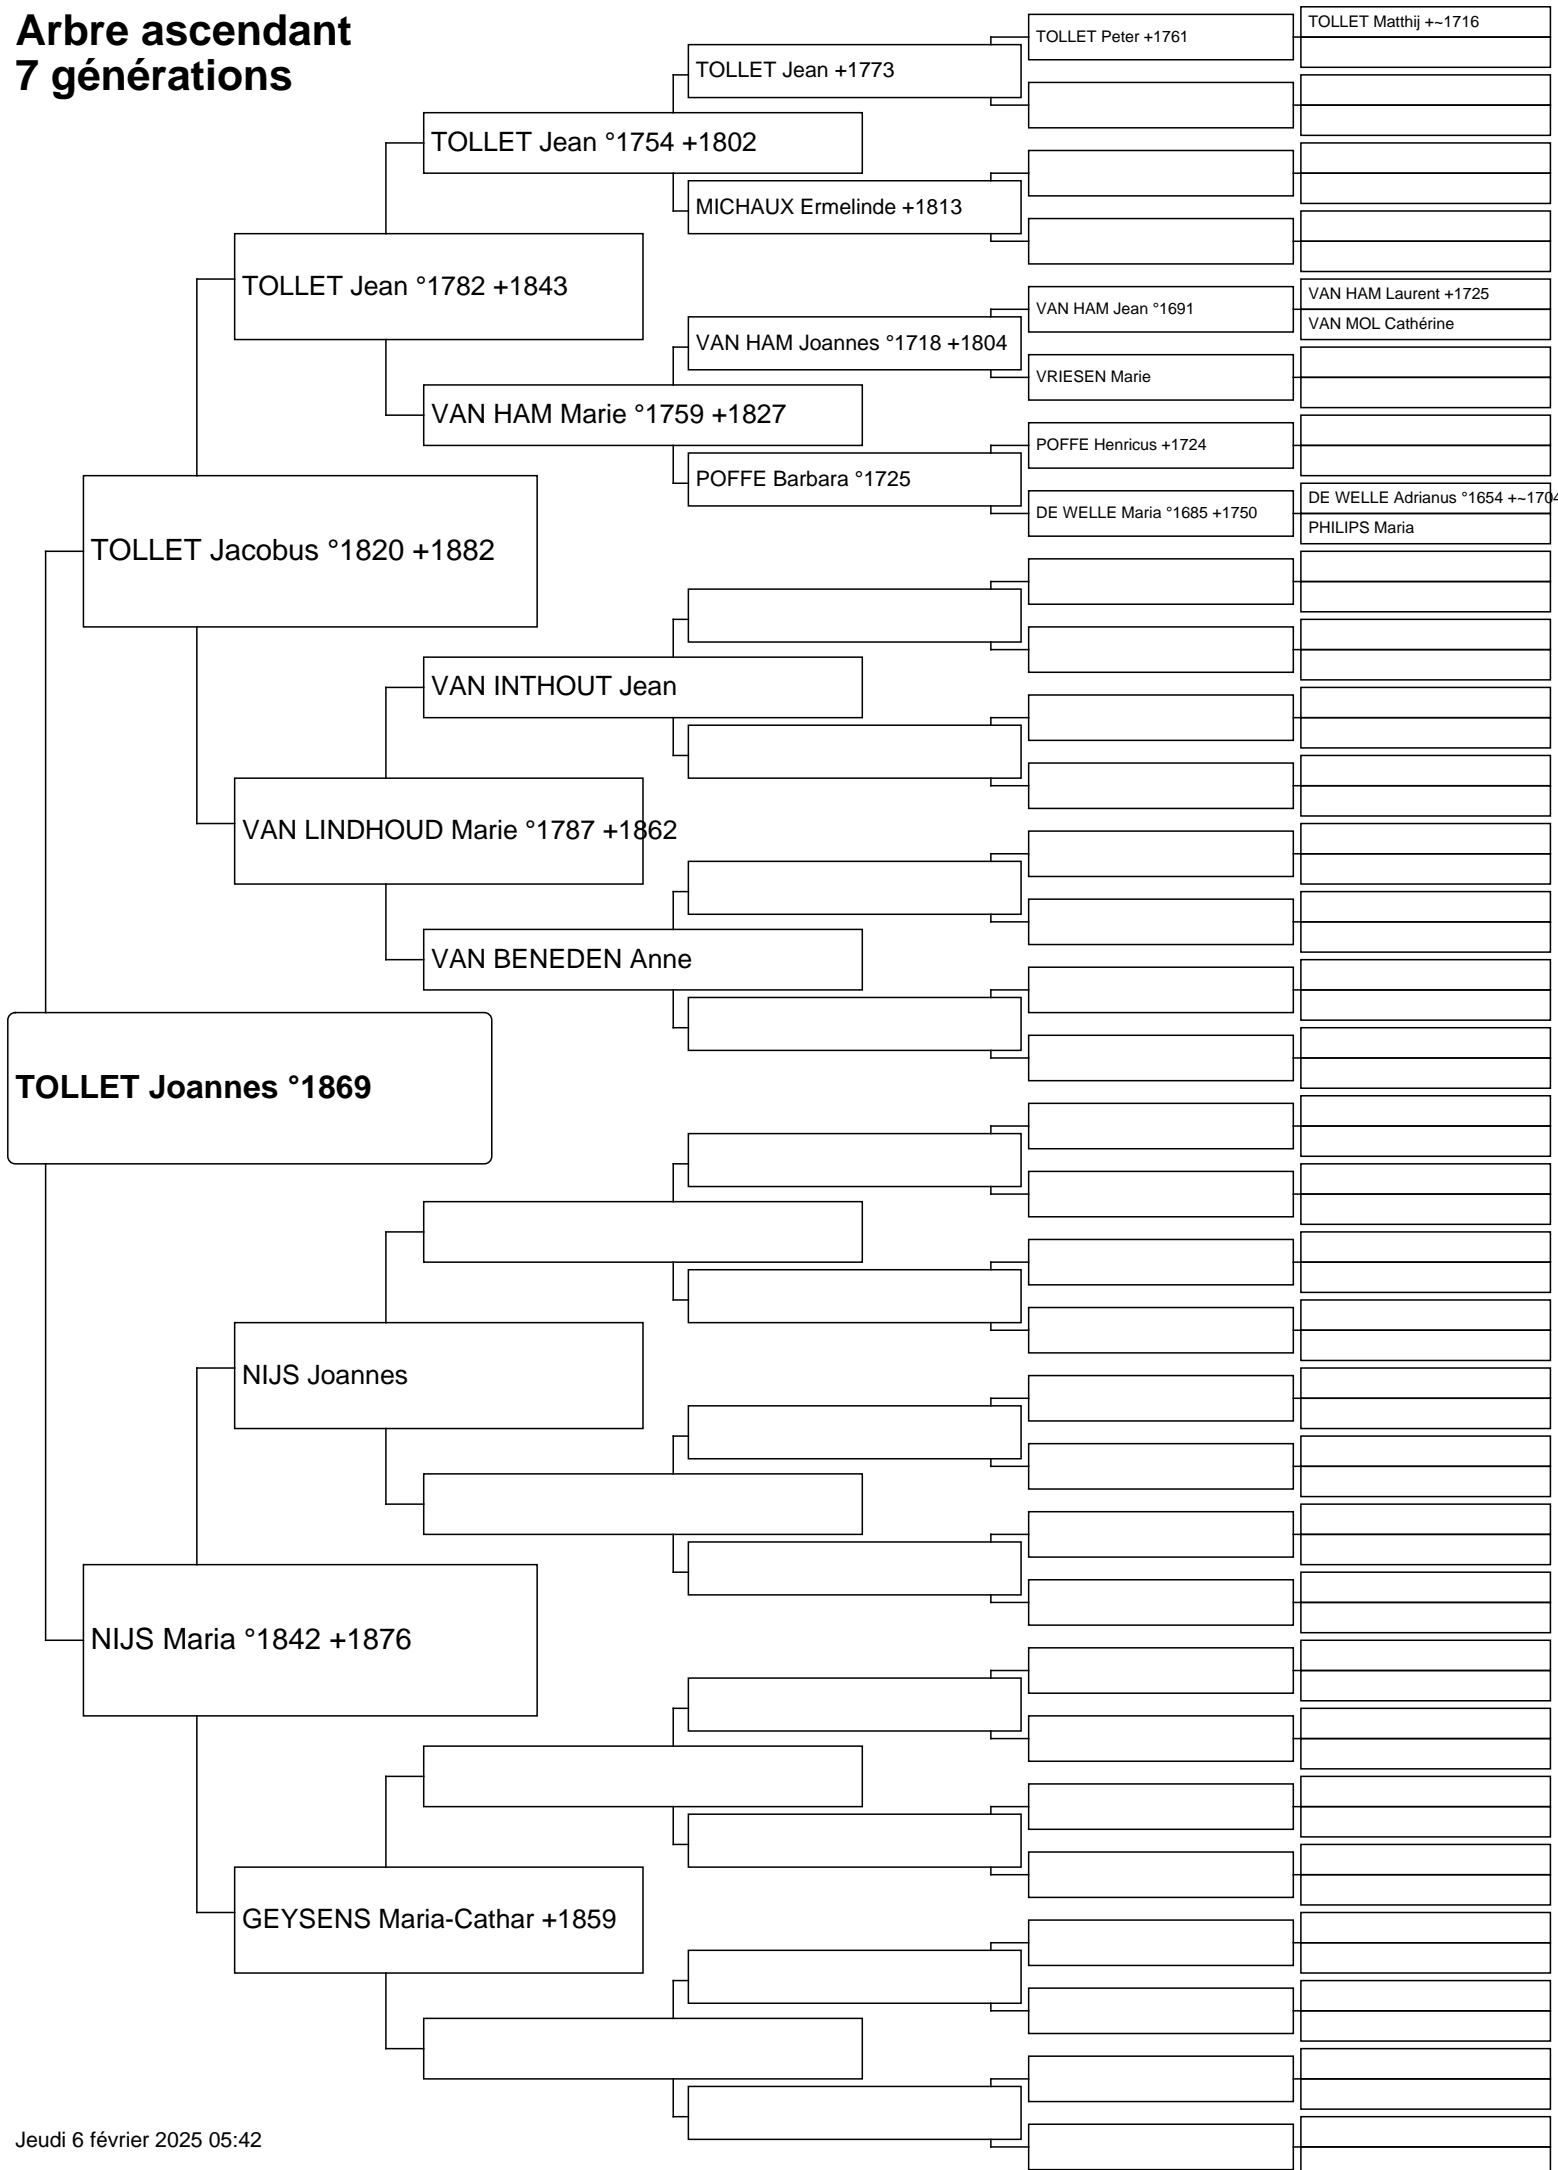 Arbre ascendant
7 générations
TOLLET Matthij +~1716
TOLLET Peter +1761
TOLLET Jean +1773
TOLLET Jean °1754 +1802
MICHAUX Ermelinde +1813
TOLLET Jean °1782 +1843
VAN HAM Laurent +1725
VAN HAM Jean °1691
VAN MOL Cathérine
VAN HAM Joannes °1718 +1804
VRIESEN Marie
VAN HAM Marie °1759 +1827
POFFE Henricus +1724
POFFE Barbara °1725
DE WELLE Adrianus °1654 +~1704
DE WELLE Maria °1685 +1750
PHILIPS Maria
TOLLET Jacobus °1820 +1882
VAN INTHOUT Jean
VAN LINDHOUD Marie °1787 +1862
VAN BENEDEN Anne
TOLLET Joannes °1869
NIJS Joannes
NIJS Maria °1842 +1876
GEYSENS Maria-Cathar +1859
Jeudi 6 février 2025 05:42